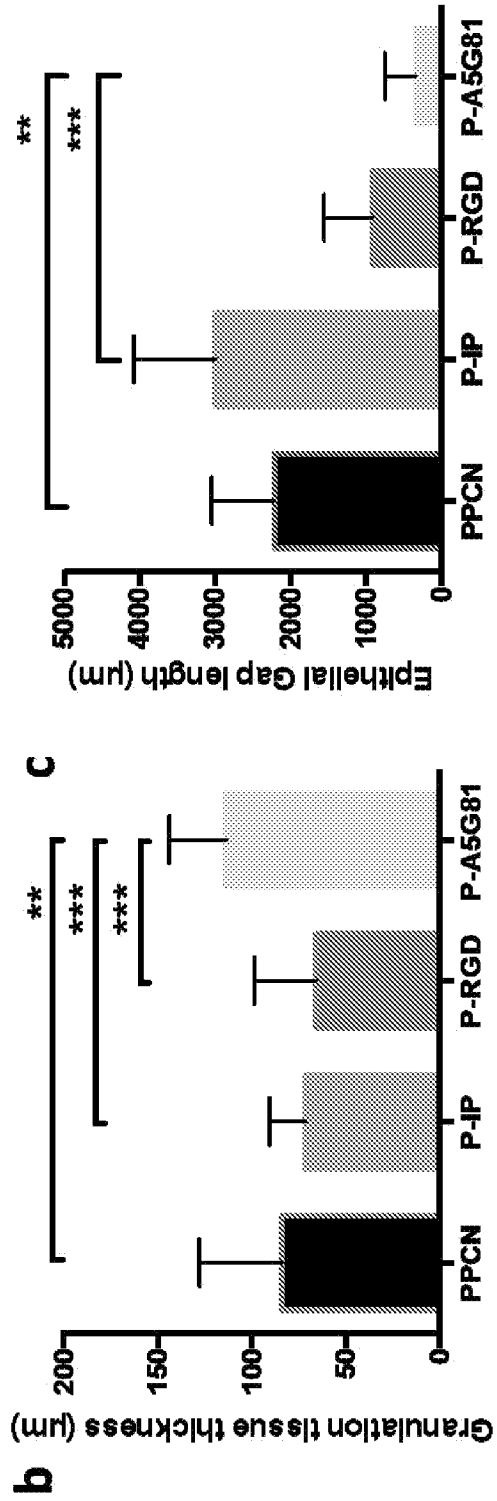 b
Granulation tissue thickness (µm)
200
150
100
50
0
**
***
***
PPCN
P-IP
P-RGD
P-A5G81
c
Epithelial Gap length (µm)
5000
4000
3000
2000
1000
0
**
***
PPCN
P-IP
P-RGD
P-A5G81